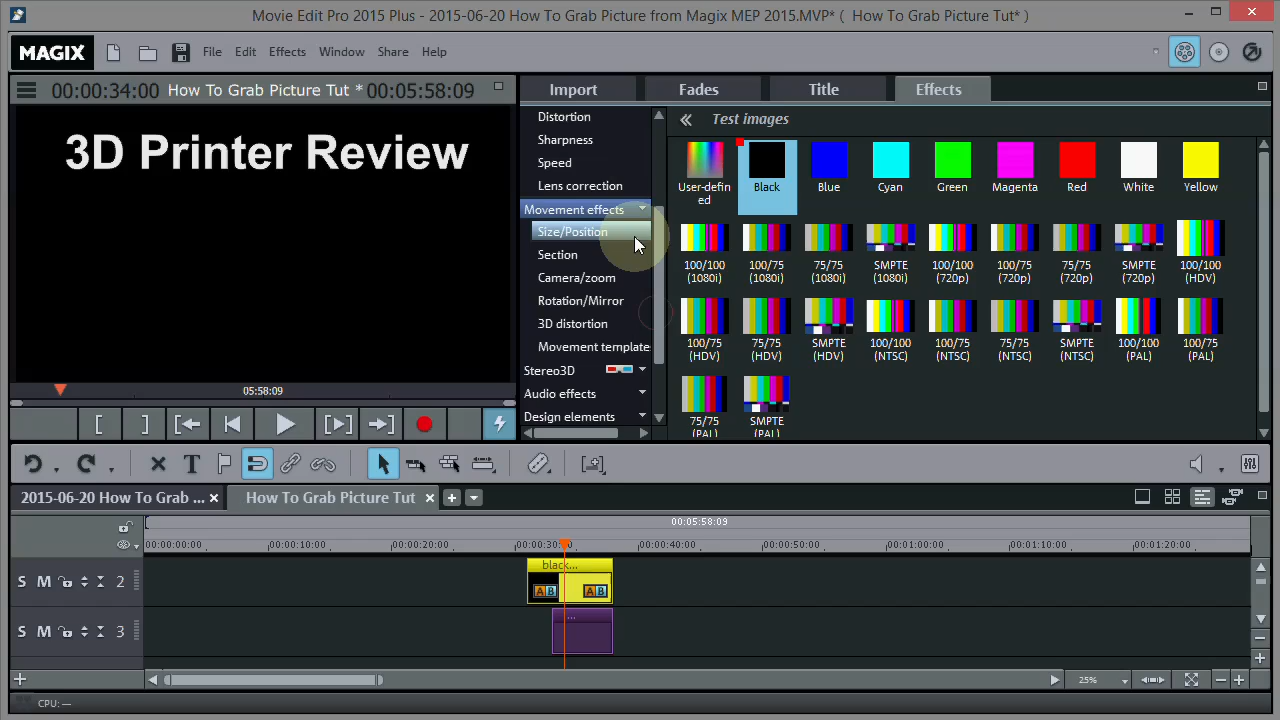 Movie Edit Pro 2015 Plus - 2015-06-20 How To Grab Picture from Magix MEP 2015.MVP* ( How To Grab Picture Tut* )
MAGIX File Edit Effects Window Share Help
00:00:34:00 How To Grab Picture Tut * 00:05:58:09
Import Fades Title Effects
3D Printer Review
05:58:09
Distortion
Sharpness
Speed
Lens correction
Movement effects
Size/Position
Section
Camera/zoom
Rotation/Mirror
3D distortion
Movement template
Stereo3D
Audio effects
Design elements
Test images
User-defin
ed
Black
Blue
Cyan
Green
Magenta
Red
White
Yellow
100/100
(1080i)
100/75
(1080i)
75/75
(1080i)
SMPTE
(1080i)
100/100
(720p)
100/75
(720p)
75/75
(720p)
SMPTE
(720p)
100/100
(HDV)
100/75
(HDV)
75/75
(HDV)
SMPTE
(HDV)
100/100
(NTSC)
100/75
(NTSC)
75/75
(NTSC)
SMPTE
(NTSC)
100/100
(PAL)
100/75
(PAL)
75/75
(PAL)
SMPTE
(PAL)
2015-06-20 How To Grab ... How To Grab Picture Tut
00:05:58:09
00:00:00:00 00:00:10:00 00:00:20:00 00:00:30: 00:00:40:00 00:00:50:00 00:01:00:00 00:01:10:00 00:01:20:00
black...
S M 2
A B A B
...
S M 3
25%
CPU: —